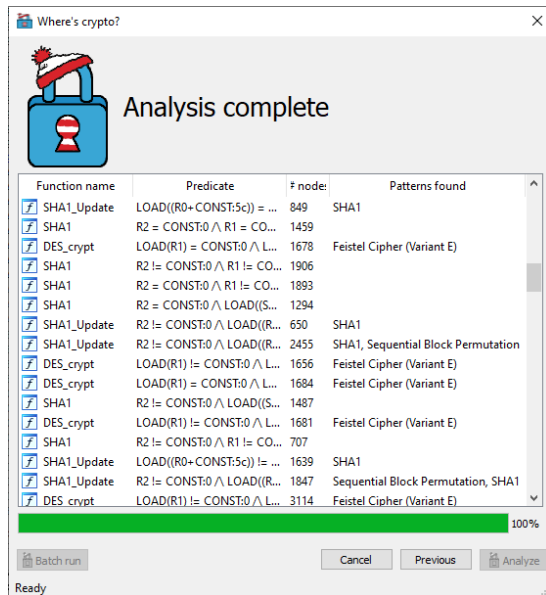 Where's crypto?
Analysis complete
Function name Predicate # nodes Patterns found
SHA1_Update LOAD((R0+CONST:5c)) = ... 849 SHA1
SHA1 R2 = CONST:0 /\ R1 = CO... 1459
DES_crypt LOAD(R1) = CONST:0 /\ L... 1678 Feistel Cipher (Variant E)
SHA1 R2 != CONST:0 /\ R1 != CO... 1906
SHA1 R2 = CONST:0 /\ R1 != CO... 1893
SHA1 R2 = CONST:0 /\ LOAD((S... 1294
SHA1_Update R2 != CONST:0 /\ LOAD((R... 650 SHA1
SHA1_Update R2 != CONST:0 /\ LOAD((R... 2455 SHA1, Sequential Block Permutation
DES_crypt LOAD(R1) != CONST:0 /\ L... 1656 Feistel Cipher (Variant E)
DES_crypt LOAD(R1) = CONST:0 /\ L... 1684 Feistel Cipher (Variant E)
SHA1 R2 != CONST:0 /\ LOAD((S... 1487
DES_crypt LOAD(R1) != CONST:0 /\ L... 1681 Feistel Cipher (Variant E)
SHA1 R2 != CONST:0 /\ R1 != CO... 707
SHA1_Update LOAD((R0+CONST:5c)) != ... 1639 SHA1
SHA1_Update R2 != CONST:0 /\ LOAD((R... 1847 Sequential Block Permutation, SHA1
DES_crypt LOAD(R1) != CONST:0 /\ L... 3114 Feistel Cipher (Variant E)
100%
Batch run Cancel Previous Analyze
Ready